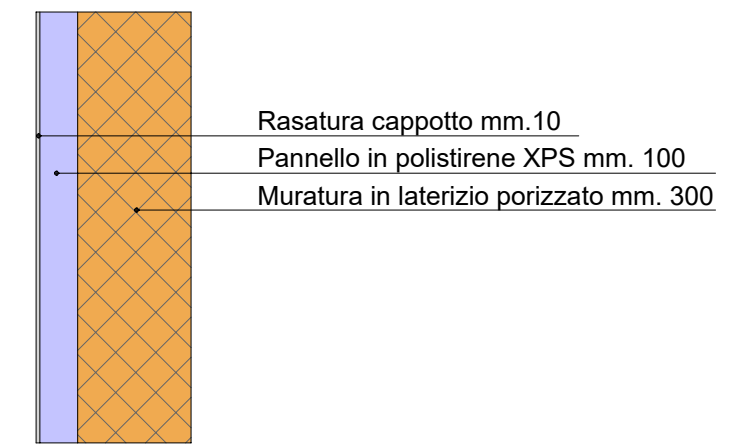 Rasatura cappotto mm.10
Pannello in polistirene XPS mm. 100
Muratura in laterizio porizzato mm. 300